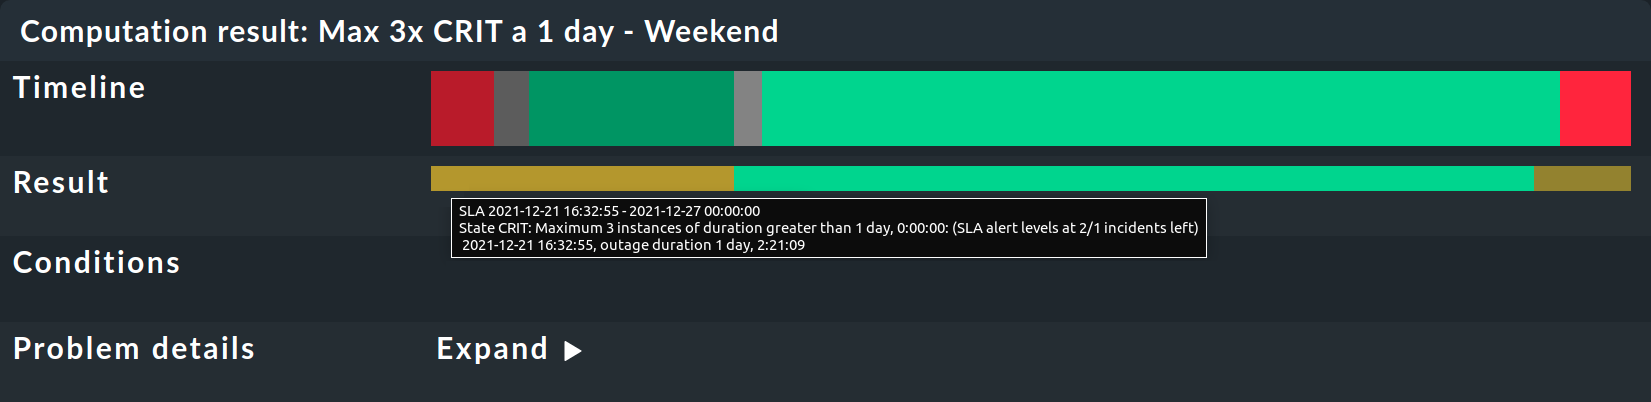 Computation result: Max 3x CRIT a 1 day - Weekend
Timeline
Result
SLA 2021-12-21 16:32:55 - 2021-12-27 00:00:00
State CRIT: Maximum 3 instances of duration greater than 1 day, 0:00:00: (SLA alert levels at 2/1 incidents left)
2021-12-21 16:32:55, outage duration 1 day, 2:21:09
Conditions
Problem details Expand